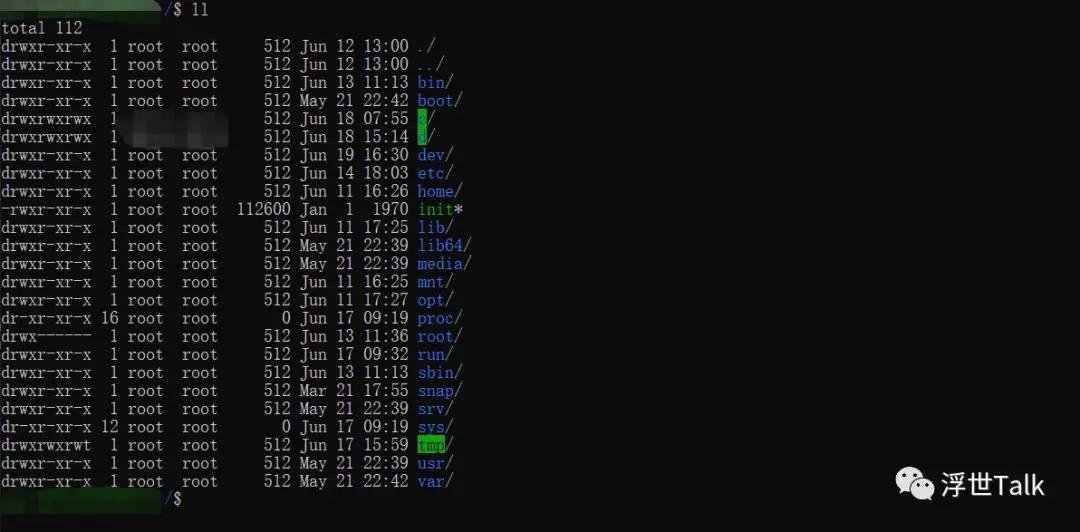 /$ ll
total 112
drwxr-xr-x 1 root root 512 Jun 12 13:00 ./
drwxr-xr-x 1 root root 512 Jun 12 13:00 ../
drwxr-xr-x 1 root root 512 Jun 13 11:13 bin/
drwxr-xr-x 1 root root 512 May 21 22:42 boot/
drwxrwxrwx 1 512 Jun 18 07:55 c/
drwxrwxrwx 1 512 Jun 18 15:14 d/
drwxr-xr-x 1 root root 512 Jun 19 16:30 dev/
drwxr-xr-x 1 root root 512 Jun 14 18:03 etc/
drwxr-xr-x 1 root root 512 Jun 11 16:26 home/
-rwxr-xr-x 1 root root 112600 Jan 1 1970 init*
drwxr-xr-x 1 root root 512 Jun 11 17:25 lib/
drwxr-xr-x 1 root root 512 May 21 22:39 lib64/
drwxr-xr-x 1 root root 512 May 21 22:39 media/
drwxr-xr-x 1 root root 512 Jun 11 16:25 mnt/
drwxr-xr-x 1 root root 512 Jun 11 17:27 opt/
dr-xr-xr-x 16 root root 0 Jun 17 09:19 proc/
drwx------ 1 root root 512 Jun 13 11:36 root/
drwxr-xr-x 1 root root 512 Jun 17 09:32 run/
drwxr-xr-x 1 root root 512 Jun 13 11:13 sbin/
drwxr-xr-x 1 root root 512 Mar 21 17:55 snap/
drwxr-xr-x 1 root root 512 May 21 22:39 srv/
dr-xr-xr-x 12 root root 0 Jun 17 09:19 sys/
drwxrwxrwt 1 root root 512 Jun 17 15:59 tmp/
drwxr-xr-x 1 root root 512 May 21 22:39 usr/
drwxr-xr-x 1 root root 512 May 21 22:42 var/
/$
浮世Talk